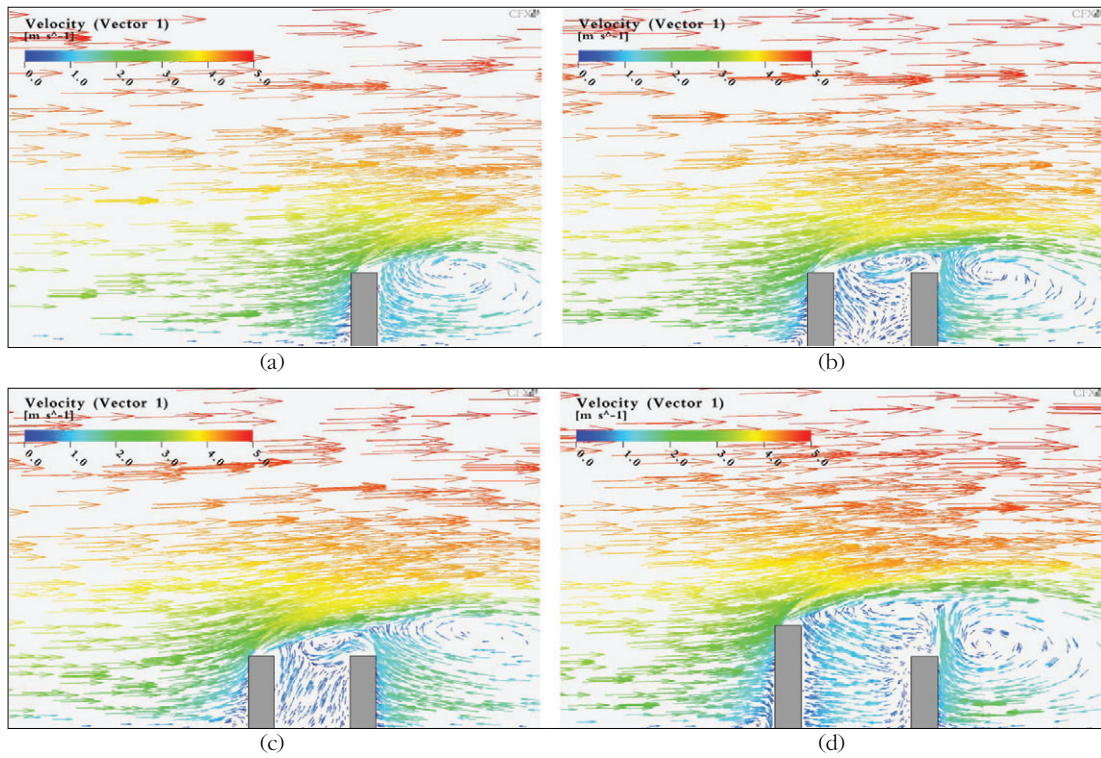 Velocity (Vector 1)
[m s^-1]
CFX
0.0 1.0 2.0 3.0 4.0 5.0
(a)
Velocity (Vector 1)
[m s^-1]
CFX
0.0 1.0 2.0 3.0 4.0 5.0
(b)
Velocity (Vector 1)
[m s^-1]
CFX
0.0 1.0 2.0 3.0 4.0 5.0
(c)
Velocity (Vector 1)
[m s^-1]
CFX
0.0 1.0 2.0 3.0 4.0 5.0
(d)